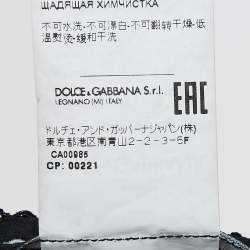 ЩАДЯЩАЯ ХИМЧИСТКА
不可水洗·不可漂白·不可翻转干燥·低
温熨烫·缓和干洗
DOLCE & GABBANA S.r.l.
LEGNANO (MI) ITALY
EAC
ドルチェ・アンド・ガッバーナジャパン(株)
東京都港区南青山2-2-3-5F
CA00985
CP: 00221